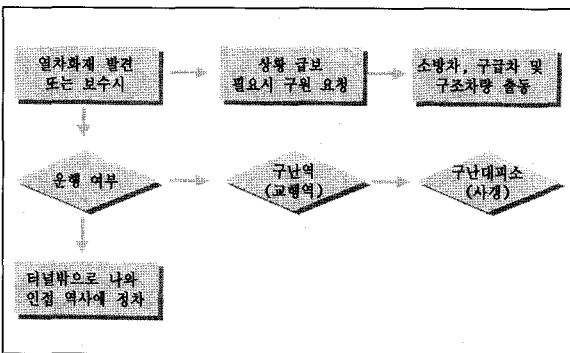 열차화재 발견
또는 보수시
상황 급보
필요시 구원 요청
소방차, 구급차 및
구조차량 출동
운행 여부
구난역
(교행역)
구난대피소
(사갱)
터널밖으로 나와
인접 역사에 정차